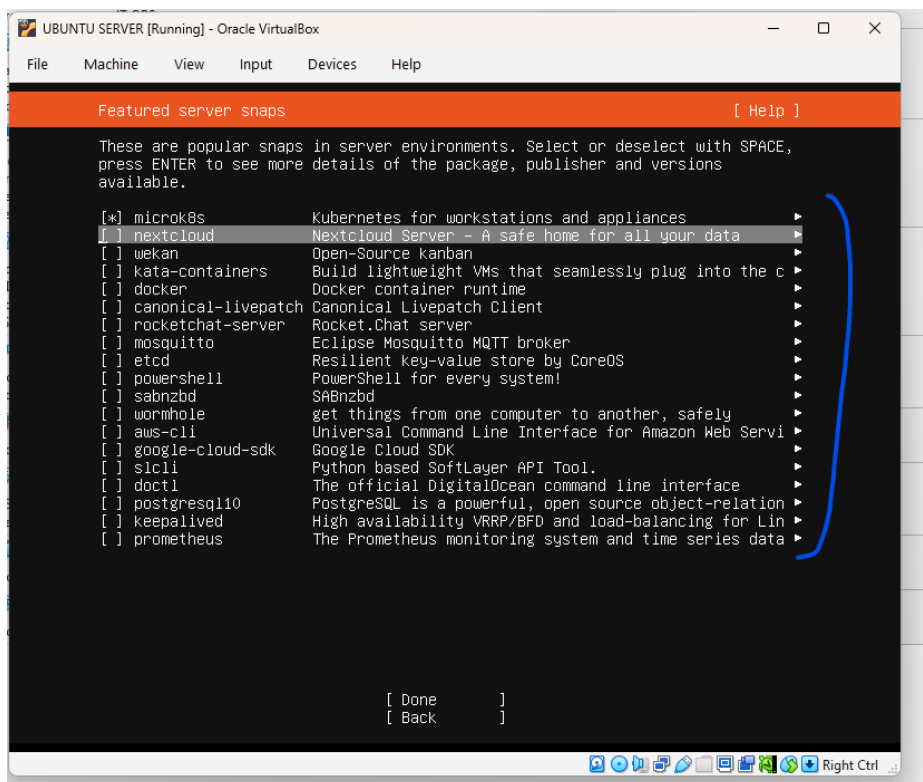 UBUNTU SERVER [Running] - Oracle VirtualBox
File Machine View Input Devices Help
Featured server snaps [ Help ]
These are popular snaps in server environments. Select or deselect with SPACE,
press ENTER to see more details of the package, publisher and versions
available.
[*] microk8s Kubernetes for workstations and appliances ▸
[ ] nextcloud Nextcloud Server - A safe home for all your data ▸
[ ] wekan Open-Source kanban ▸
[ ] kata-containers Build lightweight VMs that seamlessly plug into the c ▸
[ ] docker Docker container runtime ▸
[ ] canonical-livepatch Canonical Livepatch Client ▸
[ ] rocketchat-server Rocket.Chat server ▸
[ ] mosquitto Eclipse Mosquitto MQTT broker ▸
[ ] etcd Resilient key-value store by CoreOS ▸
[ ] powershell PowerShell for every system! ▸
[ ] sabnzbd SABnzbd ▸
[ ] wormhole get things from one computer to another, safely ▸
[ ] aws-cli Universal Command Line Interface for Amazon Web Servi ▸
[ ] google-cloud-sdk Google Cloud SDK ▸
[ ] slcli Python based SoftLayer API Tool. ▸
[ ] doctl The official DigitalOcean command line interface ▸
[ ] postgresql10 PostgreSQL is a powerful, open source object-relation ▸
[ ] keepalived High availability VRRP/BFD and load-balancing for Lin ▸
[ ] prometheus The Prometheus monitoring system and time series data ▸
[ Done ]
[ Back ]
Right Ctrl